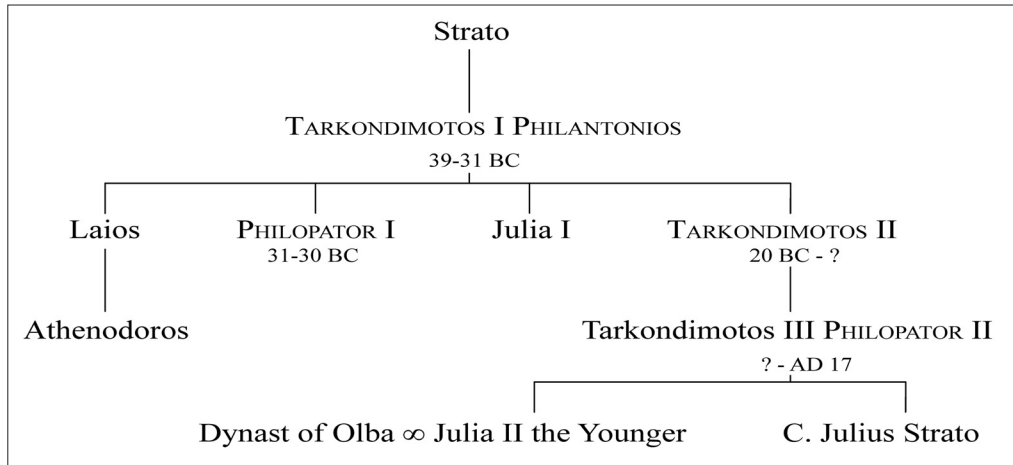 Strato
Tarkondimotos I Philantonios
39-31 BC
Laios Philopator I Julia I Tarkondimotos II
31-30 BC 20 BC - ?
Athenodoros Tarkondimotos III Philopator II
? - AD 17
Dynast of Olba ∞ Julia II the Younger C. Julius Strato